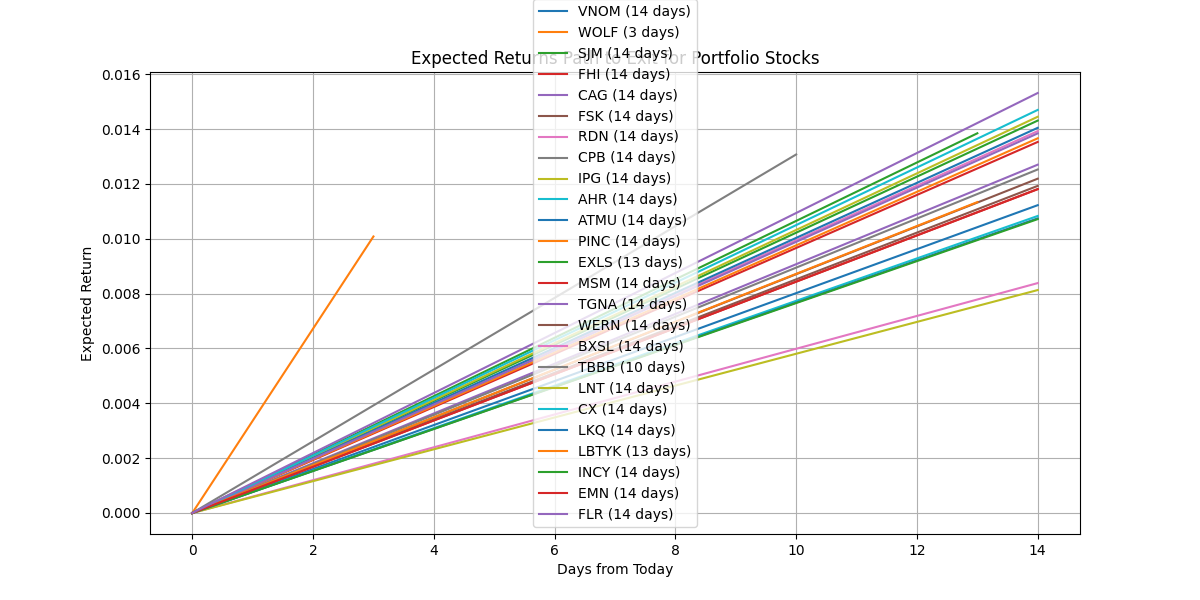 Expected Returns Path to Exit for Portfolio Stocks
VNOM (14 days)
WOLF (3 days)
SJM (14 days)
FHI (14 days)
CAG (14 days)
FSK (14 days)
RDN (14 days)
CPB (14 days)
IPG (14 days)
AHR (14 days)
ATMU (14 days)
PINC (14 days)
EXLS (13 days)
MSM (14 days)
TGNA (14 days)
WERN (14 days)
BXSL (14 days)
TBBB (10 days)
LNT (14 days)
CX (14 days)
LKQ (14 days)
LBTYK (13 days)
INCY (14 days)
EMN (14 days)
FLR (14 days)
Expected Return
0.016
0.014
0.012
0.010
0.008
0.006
0.004
0.002
0.000
0 2 4 6 8 10 12 14
Days from Today